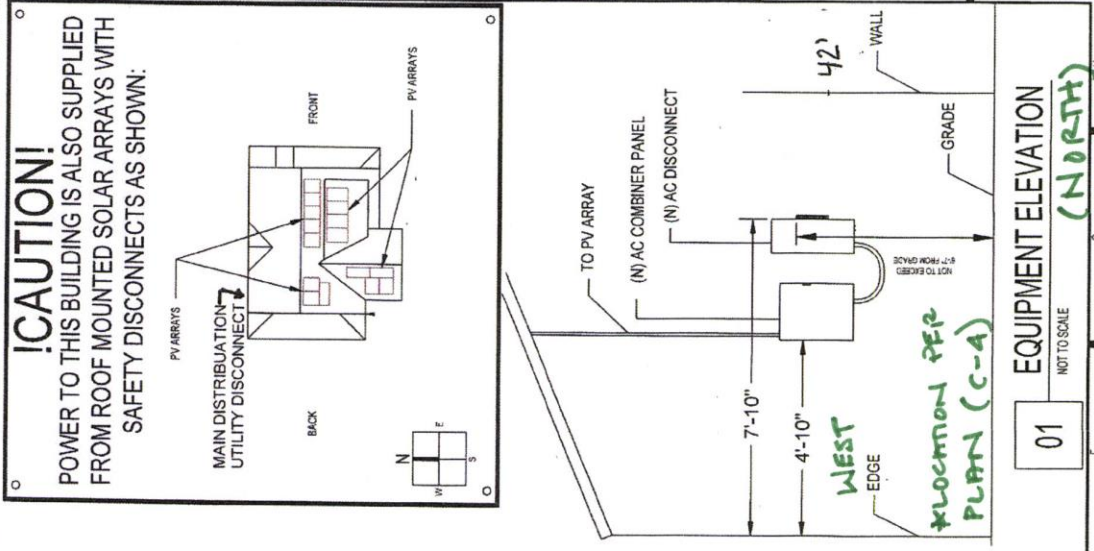 !CAUTION!
POWER TO THIS BUILDING IS ALSO SUPPLIED
FROM ROOF MOUNTED SOLAR ARRAYS WITH
SAFETY DISCONNECTS AS SHOWN:
PV ARRAYS
MAIN DISTRIBUATION
UTILITY DISCONNECT
BACK
FRONT
PV ARRAYS
N
W
E
S
TO PV ARRAY
(N) AC COMBINER PANEL
(N) AC DISCONNECT
42'
WALL
7'-10"
4'-10"
NOT TO EXCEED
6'-7" FROM GRADE
GRADE
WEST
EDGE
*LOCATION PER
PLAN (C-4)
01
EQUIPMENT ELEVATION
NOT TO SCALE
(NORTH)